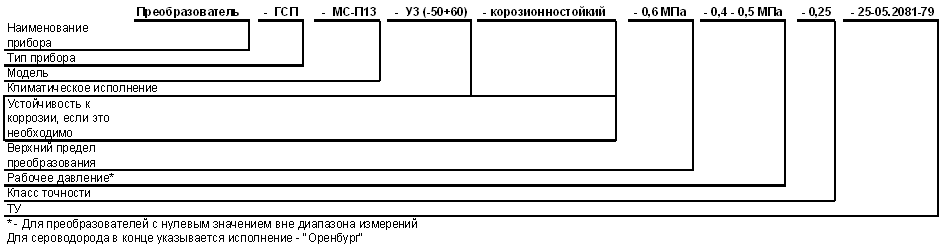 Преобразователь - ГСП - МС-П13 - У3 (-50+60) - корозионностойкий - 0,6 МПа - 0,4 - 0,5 МПа - 0,25 - 25-05.2081-79
Наименование
прибора
Тип прибора
Модель
Климатическое исполнение
Устойчивость к
коррозии, если это
необходимо
Верхний предел
преобразования
Рабочее давление*
Класс точности
ТУ
* - Для преобразователей с нулевым значением вне диапазона измерений
Для сероводорода в конце указывается исполнение - "Оренбург"